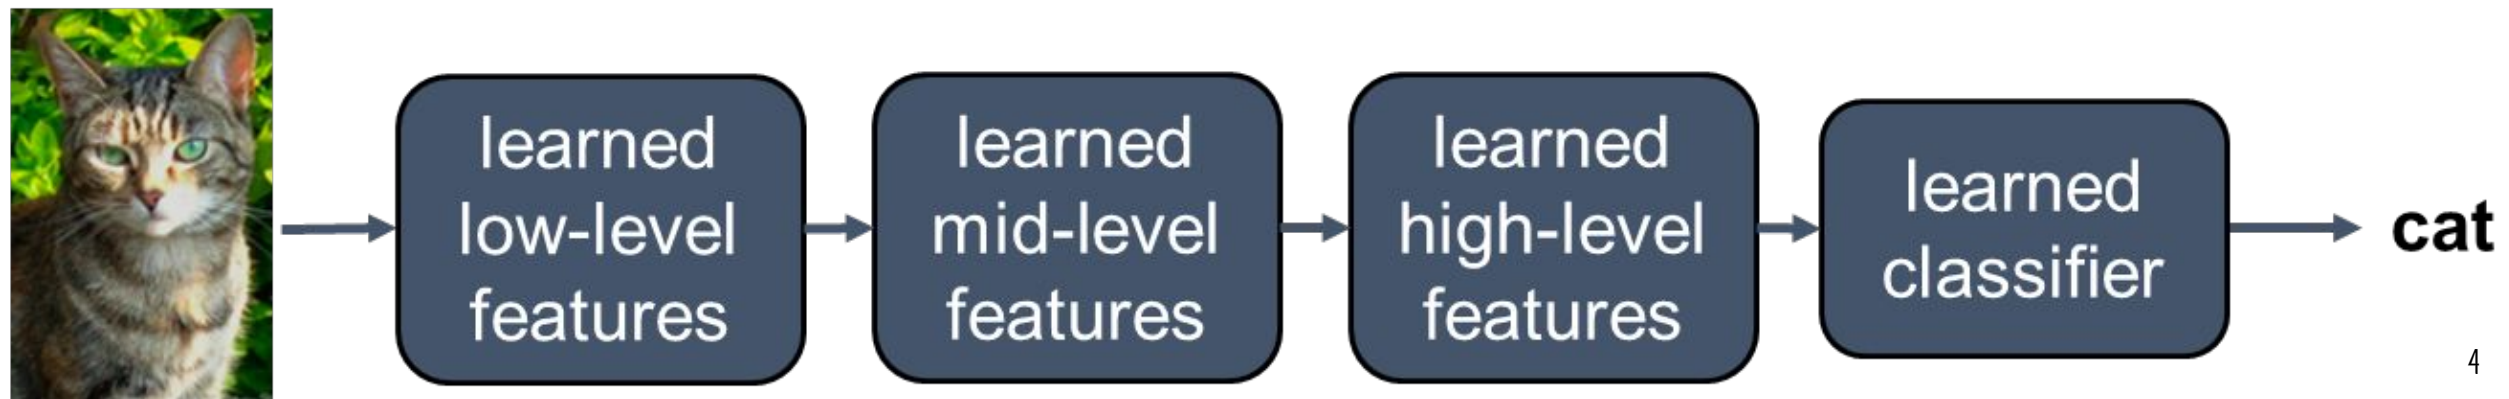 learned
low-level
features
learned
mid-level
features
learned
high-level
features
learned
classifier
cat
4